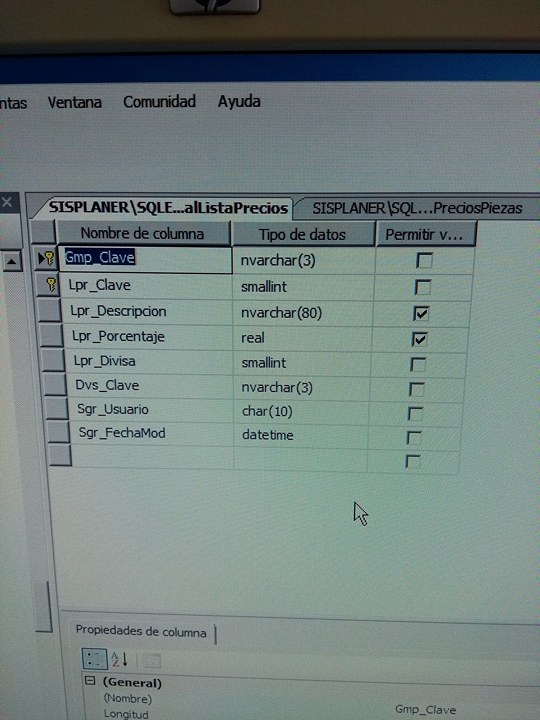 ntas Ventana Comunidad Ayuda
SISPLANER\SQLE...alListaPrecios SISPLANER\SQL...PreciosPiezas
Nombre de columna Tipo de datos Permitir v...
Gmp_Clave nvarchar(3)
Lpr_Clave smallint
Lpr_Descripcion nvarchar(80)
Lpr_Porcentaje real
Lpr_Divisa smallint
Dvs_Clave nvarchar(3)
Sgr_Usuario char(10)
Sgr_FechaMod datetime
Propiedades de columna
(General)
(Nombre) Gmp_Clave
Longitud